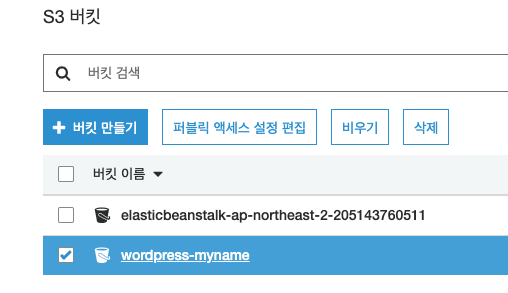 S3 버킷
버킷 검색
버킷 만들기 퍼블릭 액세스 설정 편집 비우기 삭제
버킷 이름
elasticbeanstalk-ap-northeast-2-205143760511
wordpress-myname